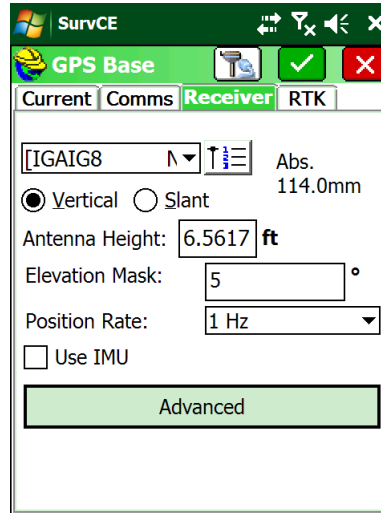 SurvCE
GPS Base
Current Comms Receiver RTK
[IGAIG8 Abs.
114.0mm
Vertical Slant
Antenna Height: 6.5617 ft
Elevation Mask: 5 °
Position Rate: 1 Hz
Use IMU
Advanced